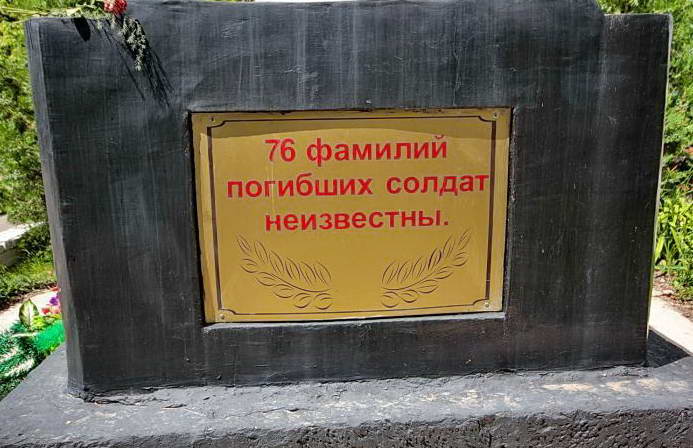 76 фамилий
погибших солдат
неизвестны.